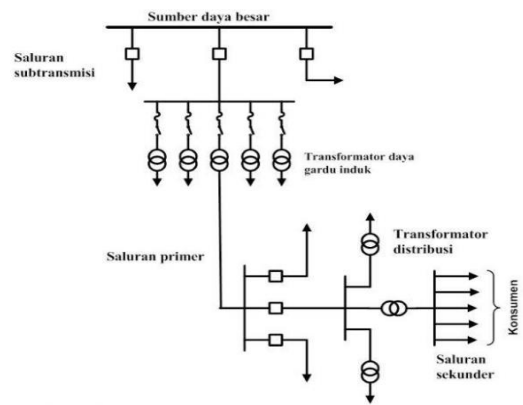 Sumber daya besar
Saluran
subtransmisi
Transformator daya
gardu induk
Saluran primer
Transformator
distribusi
Konsumen
Saluran
sekunder